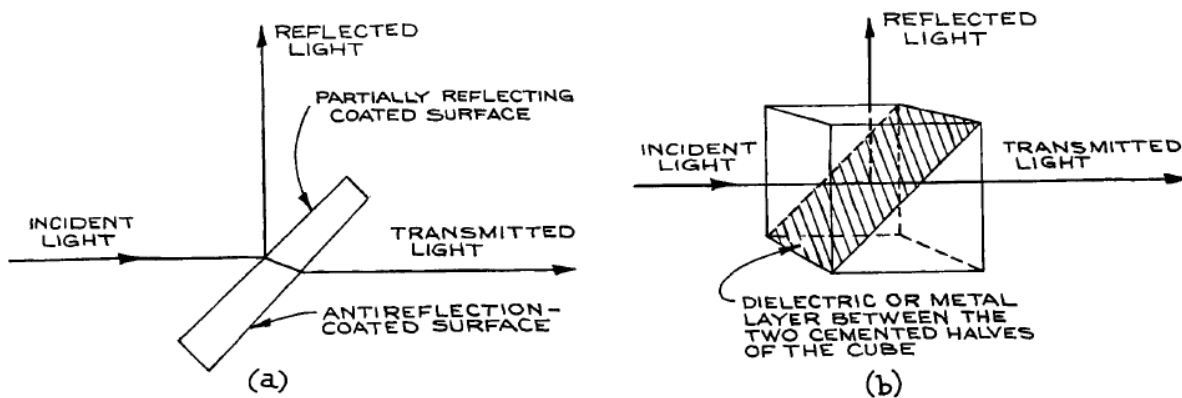 REFLECTED
LIGHT
PARTIALLY REFLECTING
COATED SURFACE
INCIDENT
LIGHT
TRANSMITTED
LIGHT
ANTIREFLECTION-
COATED SURFACE
(a)
REFLECTED
LIGHT
INCIDENT
LIGHT
TRANSMITTED
LIGHT
DIELECTRIC OR METAL
LAYER BETWEEN THE
TWO CEMENTED HALVES
OF THE CUBE
(b)